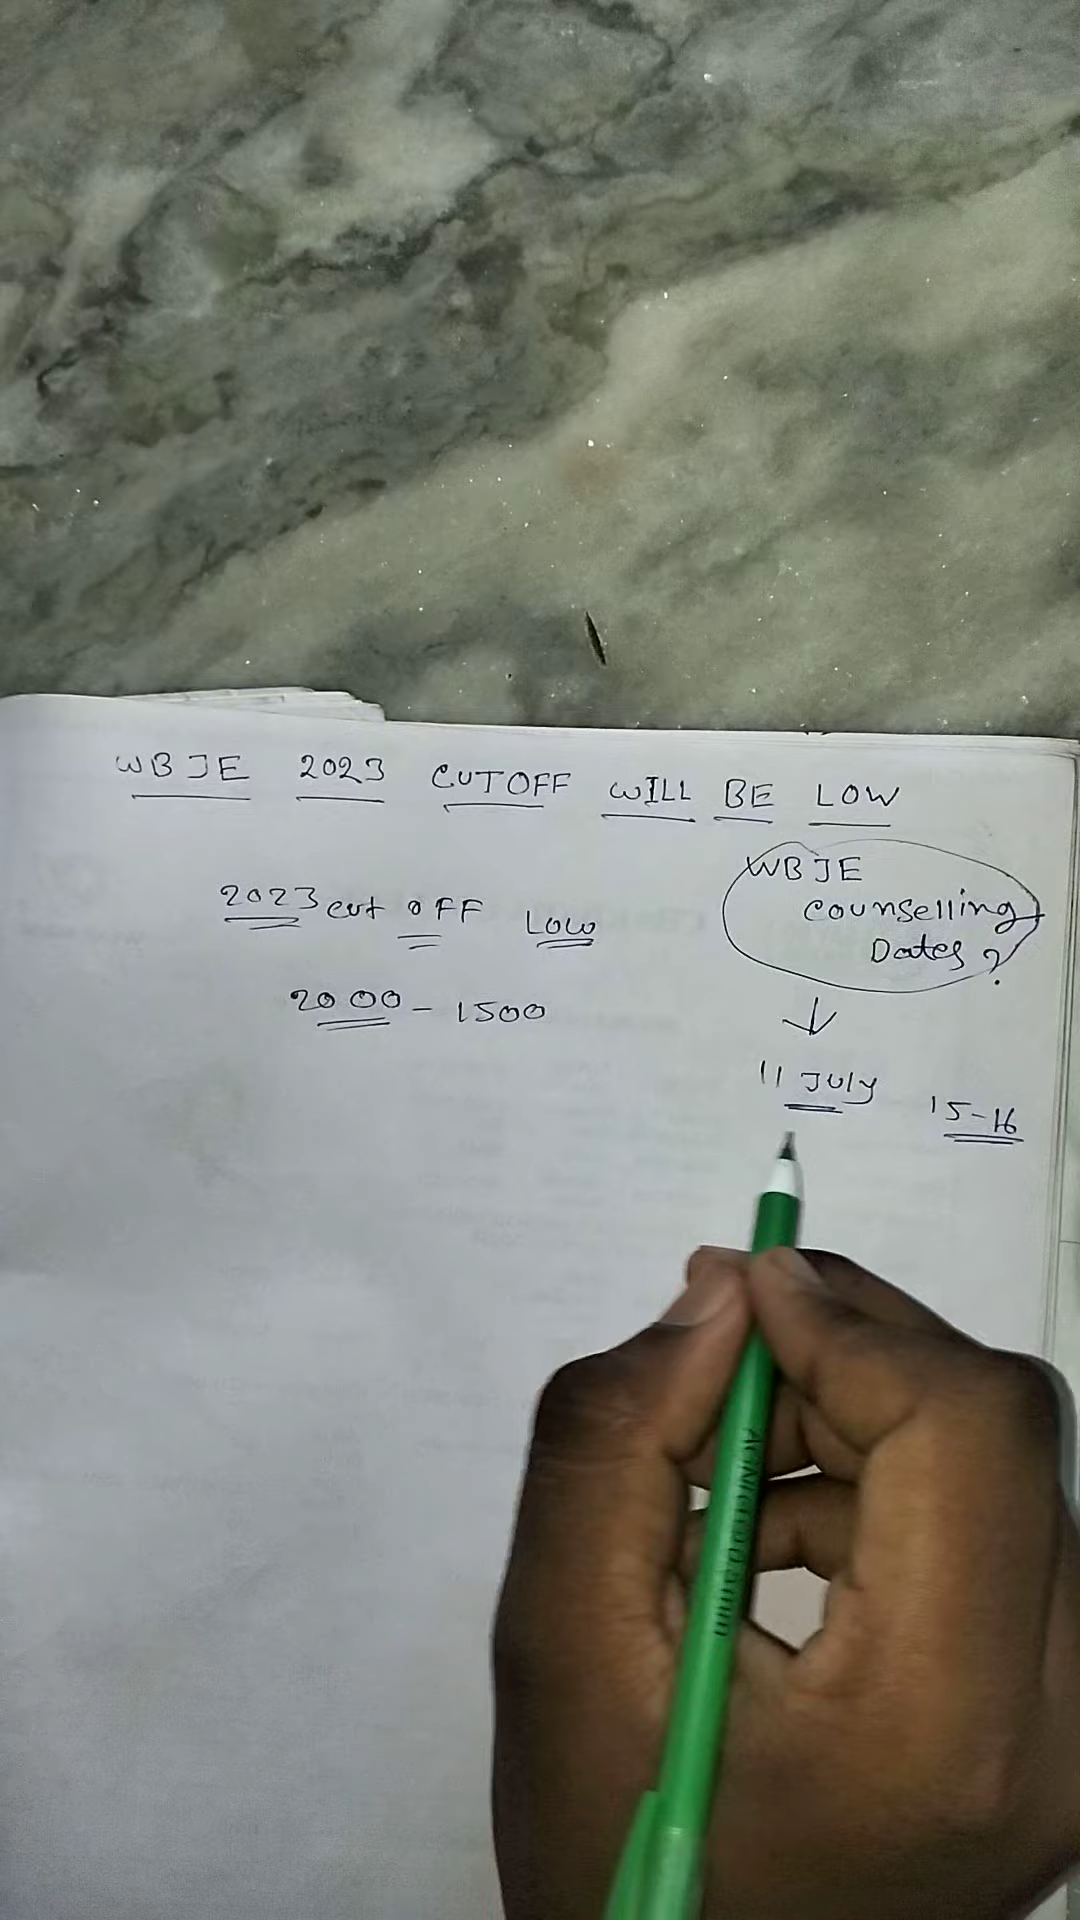 WBJE 2023 CUTOFF WILL BE LOW
2023 cut oFF Low
2000 - 1500
WBJE
counselling
Dates ?
11 July
15-16